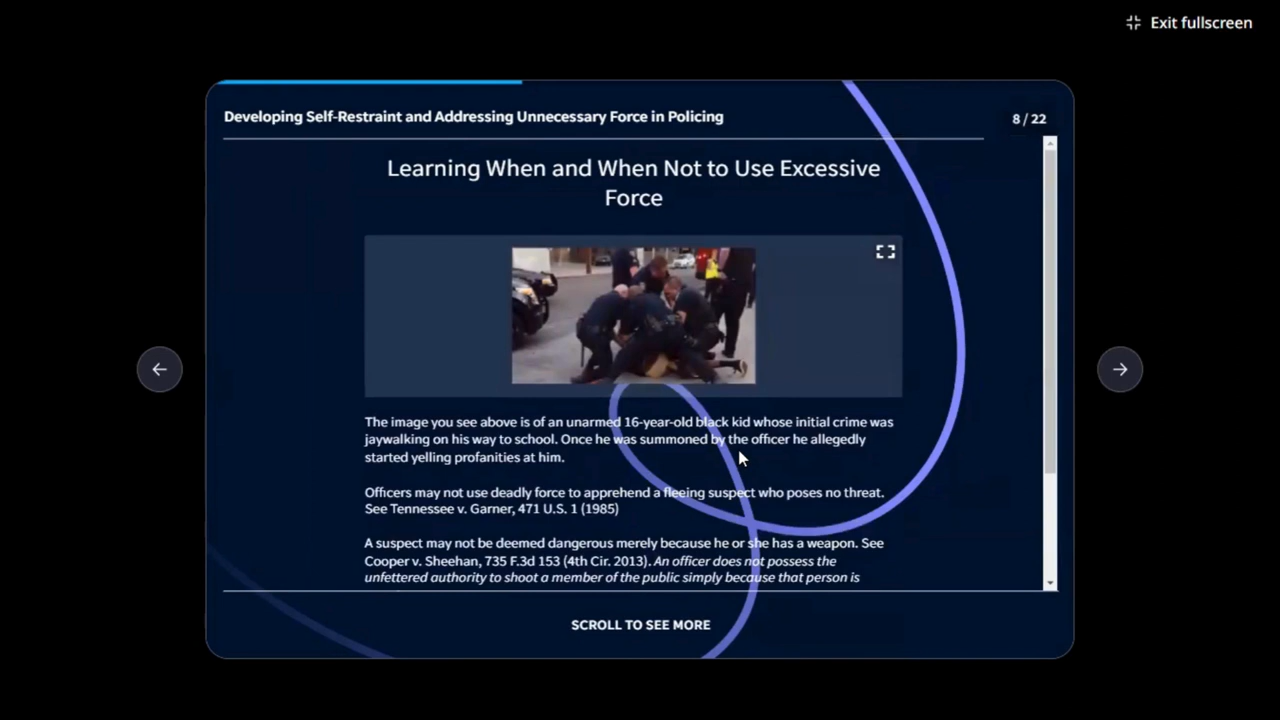 Exit fullscreen
Developing Self-Restraint and Addressing Unnecessary Force in Policing
8 / 22
Learning When and When Not to Use Excessive
Force
The image you see above is of an unarmed 16-year-old black kid whose initial crime was
jaywalking on his way to school. Once he was summoned by the officer he allegedly
started yelling profanities at him.
Officers may not use deadly force to apprehend a fleeing suspect who poses no threat.
See Tennessee v. Garner, 471 U.S. 1 (1985)
A suspect may not be deemed dangerous merely because he or she has a weapon. See
Cooper v. Sheehan, 735 F.3d 153 (4th Cir. 2013). An officer does not possess the
unfettered authority to shoot a member of the public simply because that person is
SCROLL TO SEE MORE